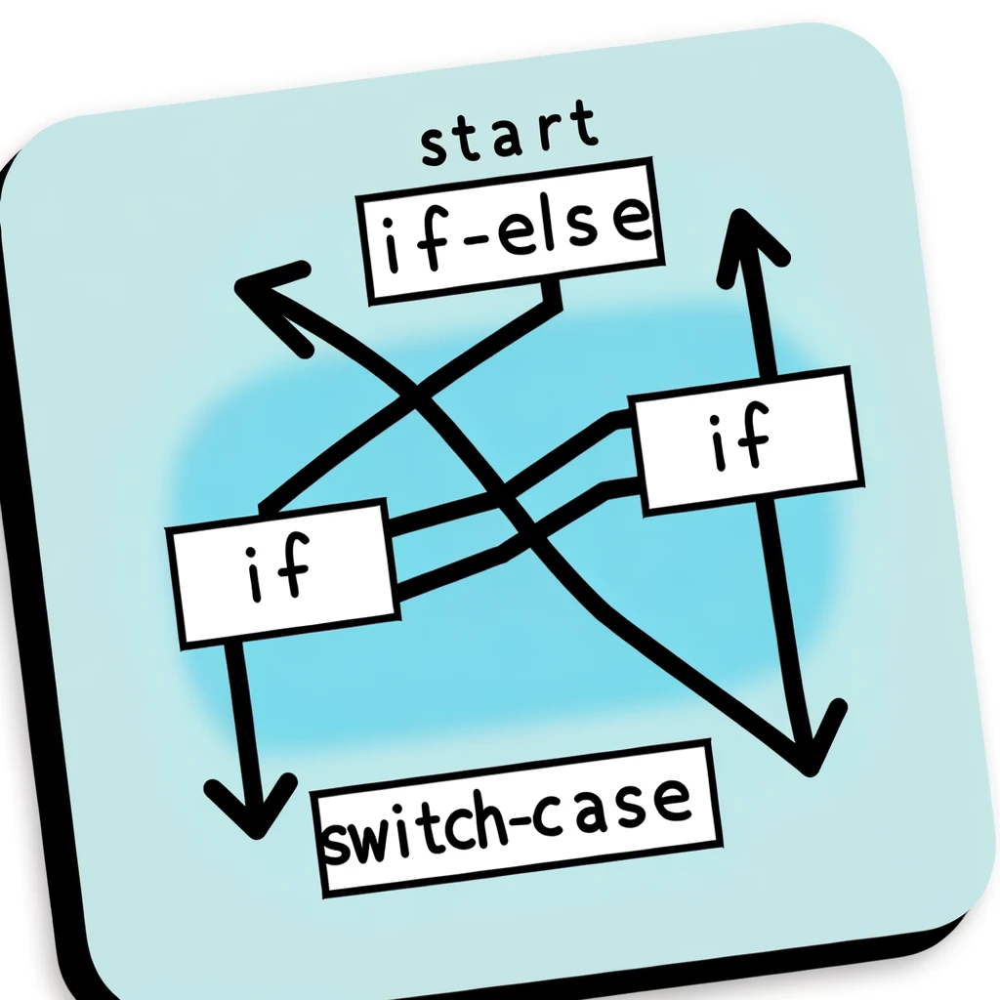 start
if-else
if
if
switch-case